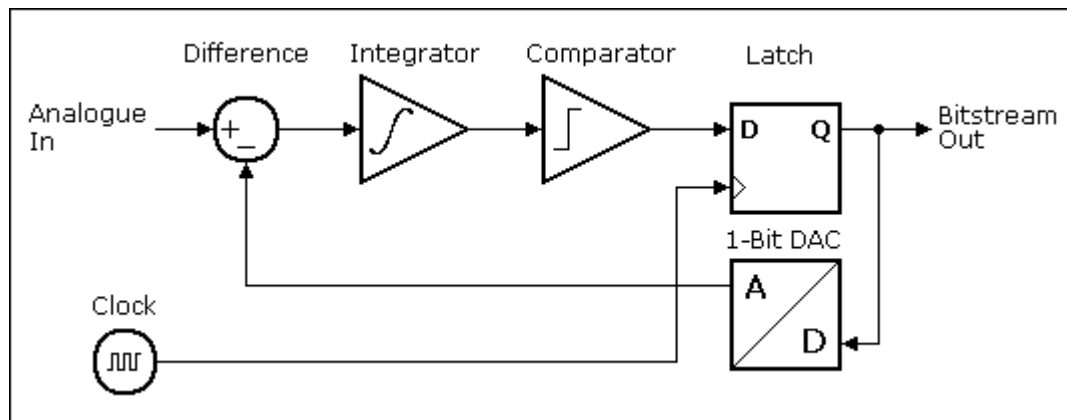 Difference
Integrator
Comparator
Latch
Analogue
In
+
−
D
Q
Bitstream
Out
1-Bit DAC
A
D
Clock